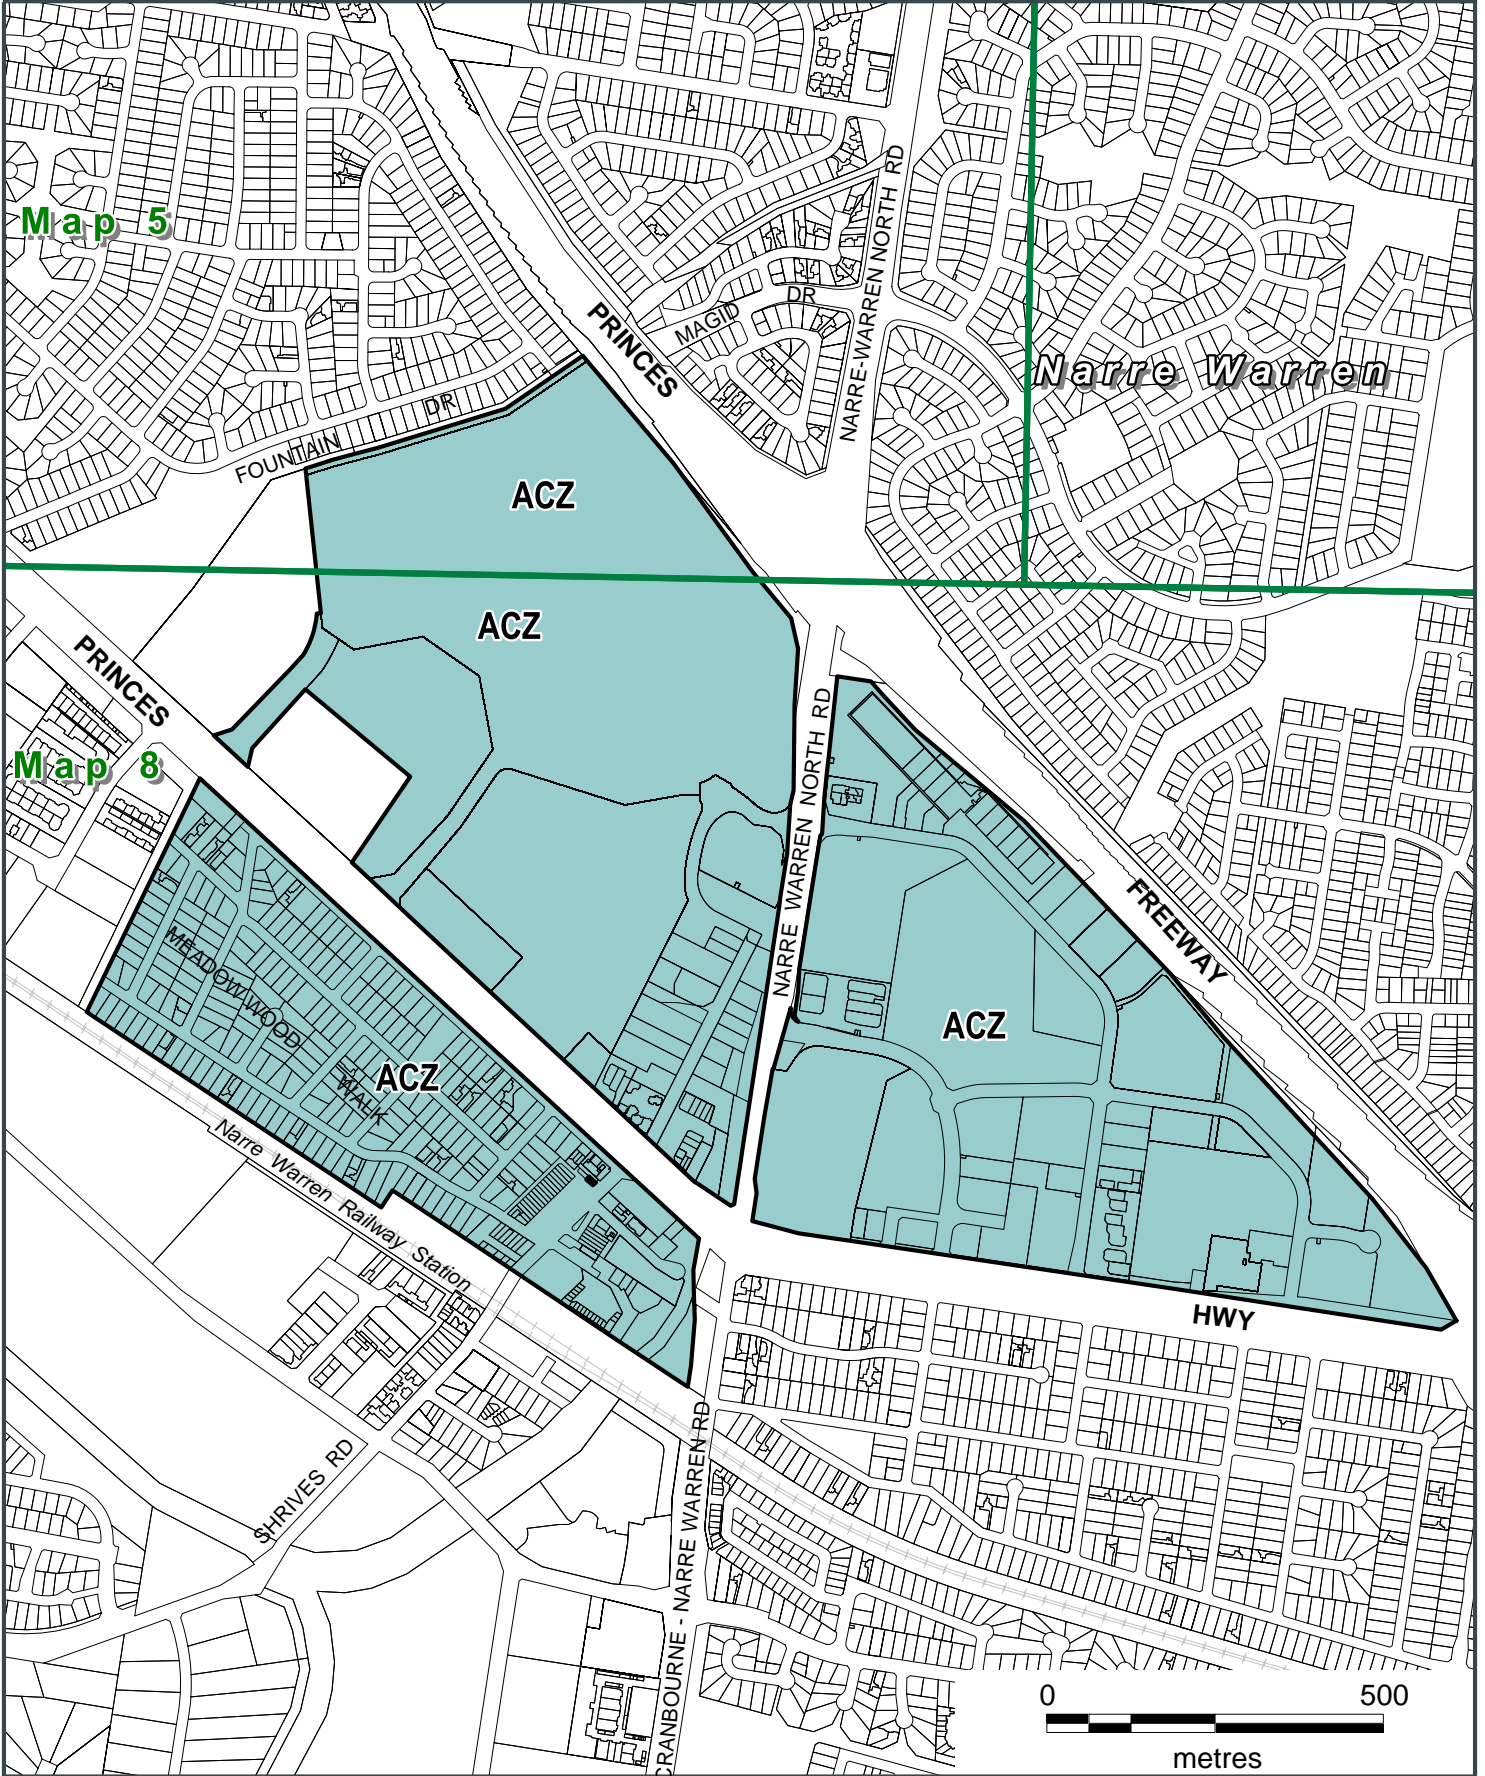 NARRE-WARREN NORTH RD
Map 5
DR
MAGID
PRINCES
Narre Warren
DR
FOUNTAIN
ACZ
ACZ
PRINCES
NARRE WARREN NORTH RD
Map 8
FREEWAY
MEADOW WOOD
WALK
ACZ
ACZ
Narre Warren Railway Station
HWY
SHRIVES RD
CRANBOURNE - NARRE WARREN RD
0 500
metres